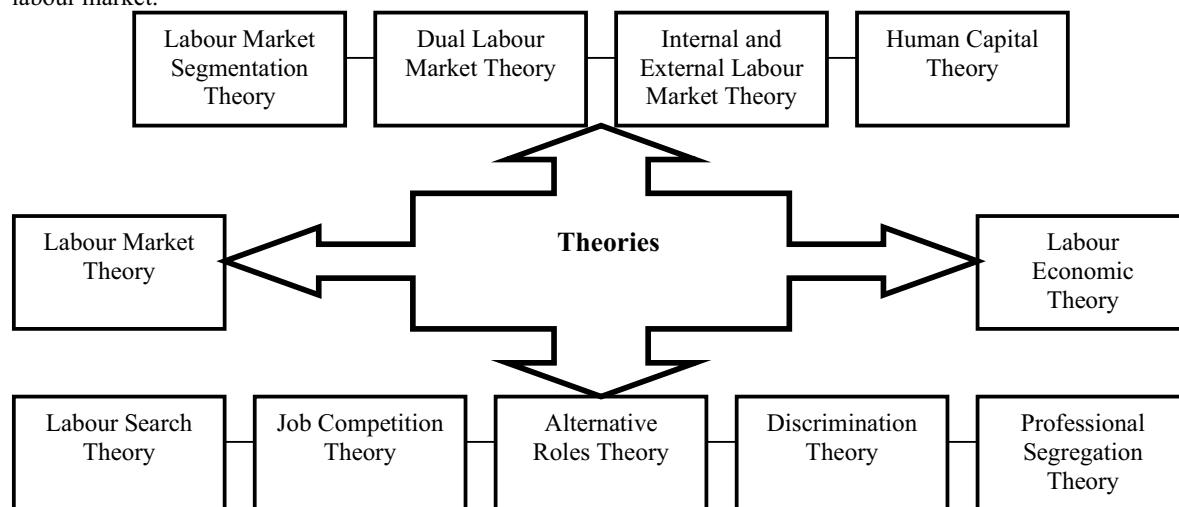 labour market.
Labour Market
Segmentation
Theory
Dual Labour
Market Theory
Internal and
External Labour
Market Theory
Human Capital
Theory
Labour Market
Theory
Theories
Labour
Economic
Theory
Labour Search
Theory
Job Competition
Theory
Alternative
Roles Theory
Discrimination
Theory
Professional
Segregation
Theory